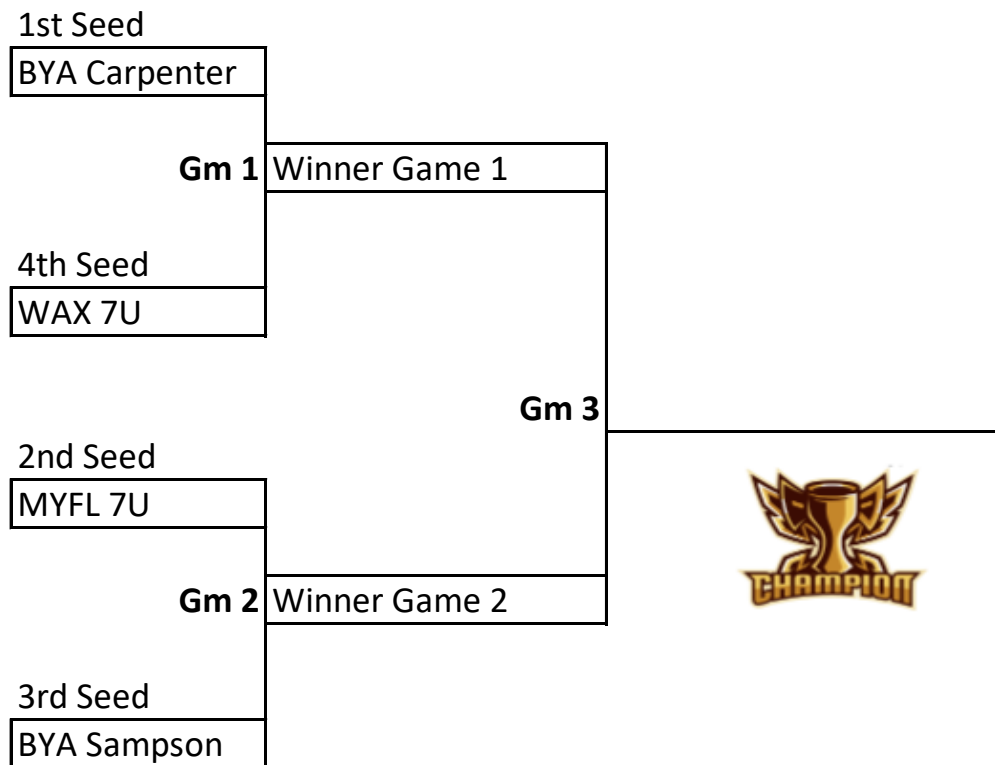 1st Seed
BYA Carpenter
Gm 1
Winner Game 1
4th Seed
WAX 7U
Gm 3
2nd Seed
MYFL 7U
CHAMPION
Gm 2
Winner Game 2
3rd Seed
BYA Sampson